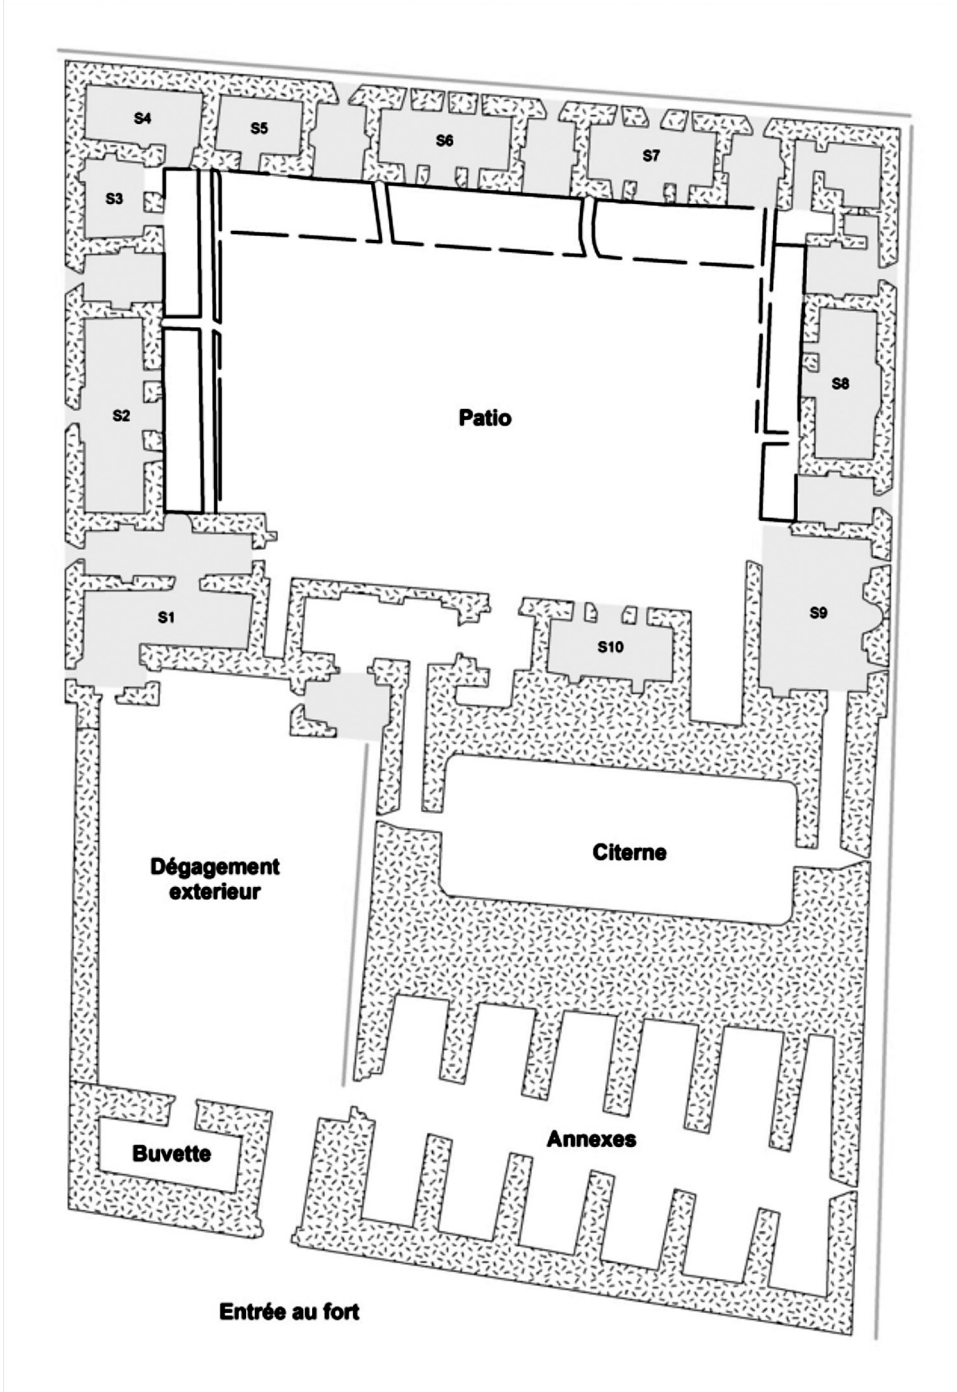 S4
S5
S6
S7
S3
S2
S8
Patio
S1
S9
S10
Citerne
Dégagement
exterieur
Annexes
Buvette
Entrée au fort